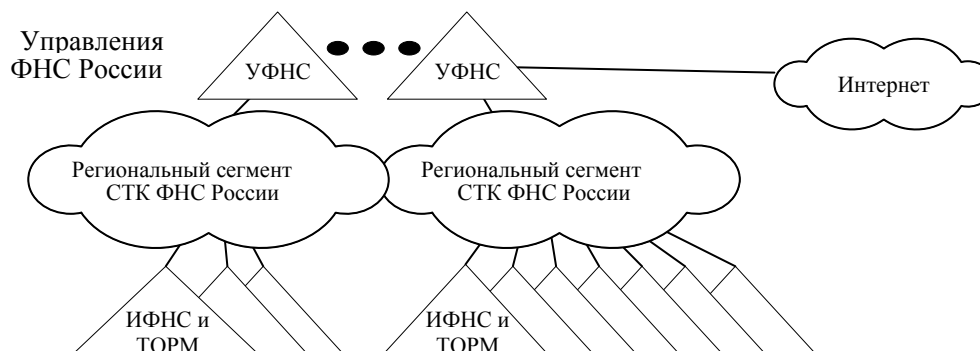 Управления
ФНС России
УФНС
УФНС
Интернет
Региональный сегмент
СТК ФНС России
Региональный сегмент
СТК ФНС России
ИФНС и
ТОРМ
ИФНС и
ТОРМ